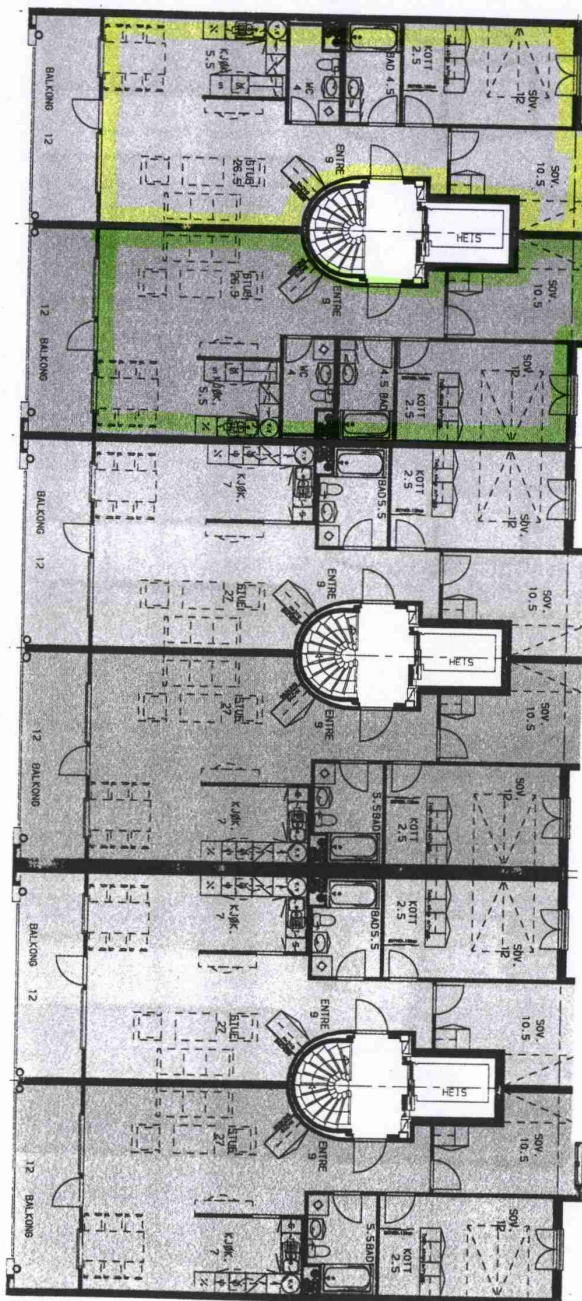 BALKONG
12
KJØK.
5.5
WC
4
BAD 4.5
KOTT
2.5
SOV.
12
STUE
26.5
ENTRE
9
SOV.
10.5
HEIS
12
BALKONG
STUE
26.5
ENTRE
9
SOV.
10.5
KJØK.
5.5
WC
4
4.5 BAD
KOTT
2.5
SOV.
12
BALKONG
12
KJØK.
7
BAD 5.5
KOTT
2.5
SOV.
12
STUE
27
ENTRE
9
SOV.
10.5
HEIS
12
BALKONG
STUE
27
ENTRE
9
SOV.
10.5
KJØK.
7
5.5 BAD
KOTT
2.5
SOV.
12
BALKONG
12
KJØK.
7
BAD 5.5
KOTT
2.5
SOV.
12
STUE
27
ENTRE
9
SOV.
10.5
HEIS
12
BALKONG
STUE
27
ENTRE
9
SOV.
10.5
KJØK.
7
5.5 BAD
KOTT
2.5
SOV.
12